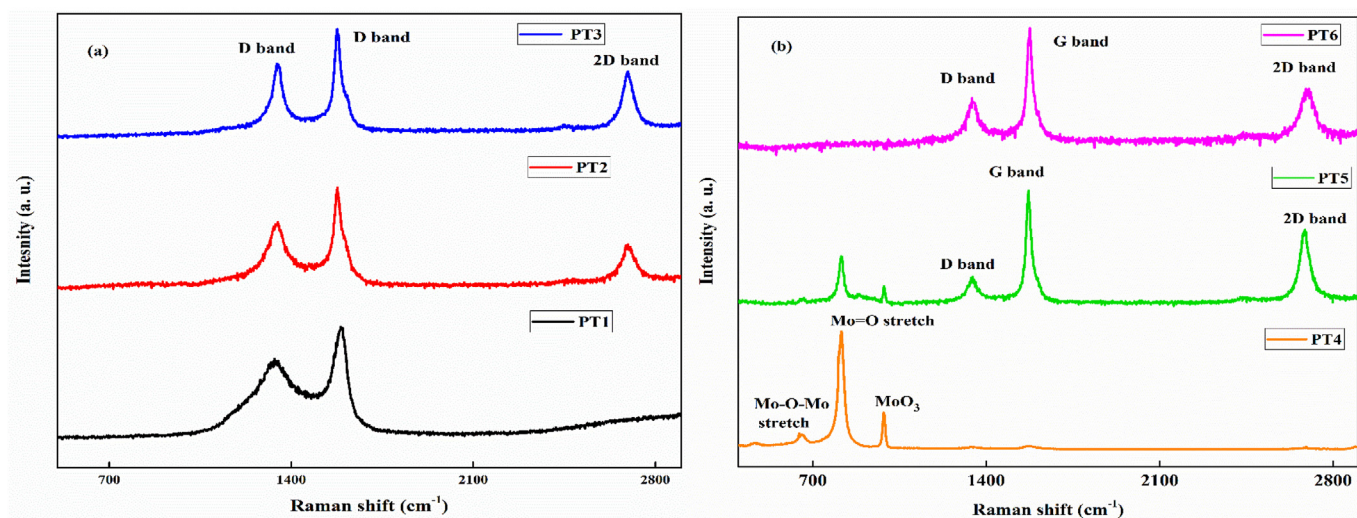 (a)
PT3
D band
D band
2D band
PT2
PT1
Intesnity (a. u.)
700
1400
2100
2800
Raman shift (cm⁻¹)
(b)
PT6
G band
D band
2D band
PT5
G band
D band
2D band
Mo=O stretch
PT4
Mo-O-Mo
stretch
MoO₃
Intensity (a. u.)
700
1400
2100
2800
Raman shift (cm⁻¹)